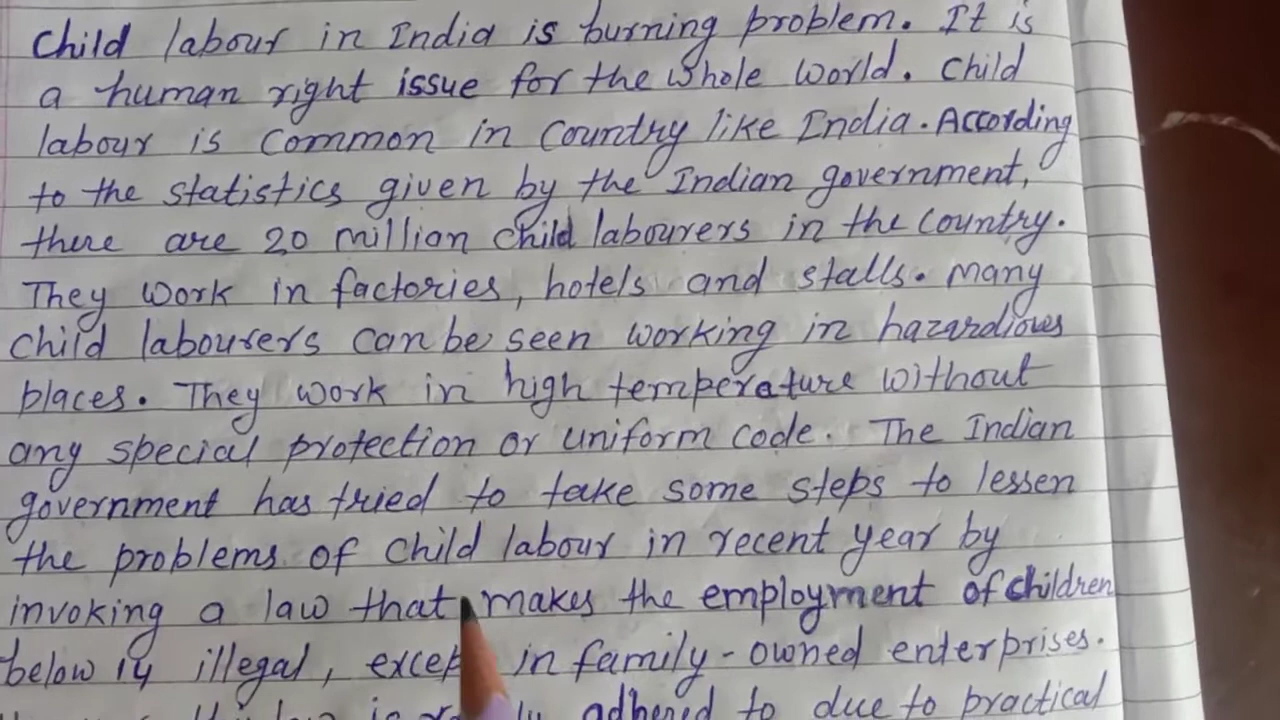 Child labour in India is burning problem. It is
a human right issue for the whole world. Child
labour is common in country like India. According
to the statistics given by the Indian government,
there are 20 million child labourers in the country.
They work in factories, hotels and stalls. Many
child labourers can be seen working in hazardious
places. They work in high temperature without
any special protection or uniform code. The Indian
government has tried to take some steps to lessen
the problems of child labour in recent year by
invoking a law that makes the employment of children
below 14 illegal, in family-owned enterprises.
adhered to due to practical